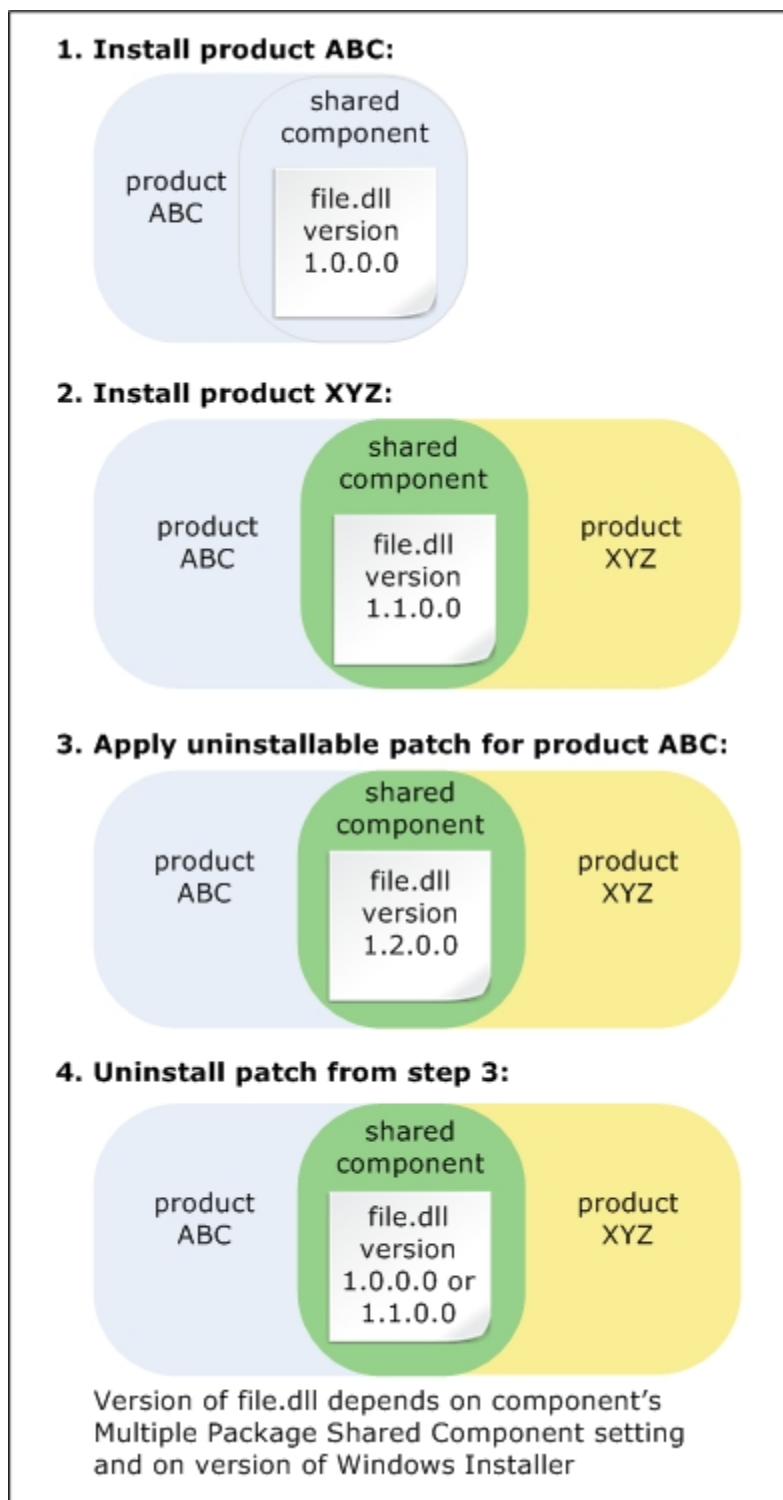 1. Install product ABC:
shared
component
product
ABC
file.dll
version
1.0.0.0
2. Install product XYZ:
shared
component
product
ABC
file.dll
version
1.1.0.0
product
XYZ
3. Apply uninstallable patch for product ABC:
shared
component
product
ABC
file.dll
version
1.2.0.0
product
XYZ
4. Uninstall patch from step 3:
shared
component
product
ABC
file.dll
version
1.0.0.0 or
1.1.0.0
product
XYZ
Version of file.dll depends on component's
Multiple Package Shared Component setting
and on version of Windows Installer